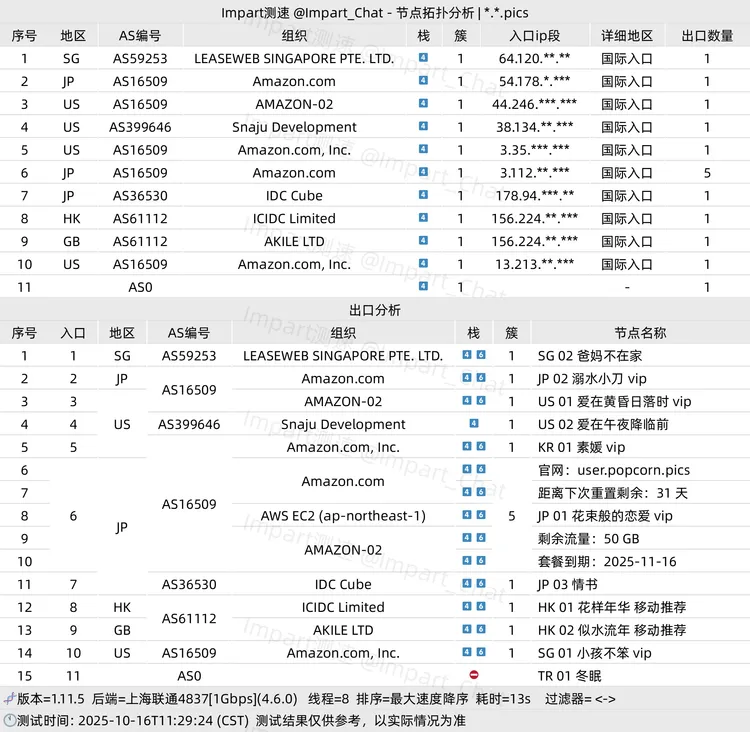 Impart测速 @Impart_Chat – 节点拓扑分析 | *.*.pics
序号 地区 AS编号 组织 栈 簇 入口ip段 详细地区 出口数量
1 SG AS59253 LEASEWEB SINGAPORE PTE. LTD. 4 1 64.120.**.** 国际入口 1
2 JP AS16509 Amazon.com 4 1 54.178.*.*** 国际入口 1
3 US AS16509 AMAZON-02 4 1 44.246.***.*** 国际入口 1
4 US AS399646 Snaju Development 4 1 38.134.**.*** 国际入口 1
5 US AS16509 Amazon.com, Inc. 4 1 3.35.***.*** 国际入口 1
6 JP AS16509 Amazon.com 4 1 3.112.**.*** 国际入口 5
7 JP AS36530 IDC Cube 4 1 178.94.***.** 国际入口 1
8 HK AS61112 ICIDC Limited 4 1 156.224.**.*** 国际入口 1
9 GB AS61112 AKILE LTD 4 1 156.224.**.*** 国际入口 1
10 US AS16509 Amazon.com, Inc. 4 1 13.213.**.*** 国际入口 1
11 AS0 4 1 - 1
出口分析
序号 入口 地区 AS编号 组织 栈 簇 节点名称
1 1 SG AS59253 LEASEWEB SINGAPORE PTE. LTD. 4 6 1 SG 02 爸妈不在家
2 2 JP AS16509 Amazon.com 4 6 1 JP 02 溺水小刀 vip
3 3 AMAZON-02 4 6 1 US 01 爱在黄昏日落时 vip
4 4 US AS399646 Snaju Development 4 1 US 02 爱在午夜降临前
5 5 Amazon.com, Inc. 4 6 1 KR 01 素媛 vip
6 Amazon.com 4 6 官网：user.popcorn.pics
7 4 6 距离下次重置剩余：31 天
8 6 JP AS16509 AWS EC2 (ap-northeast-1) 4 6 5 JP 01 花束般的恋爱 vip
9 AMAZON-02 4 6 剩余流量：50 GB
10 4 6 套餐到期：2025-11-16
11 7 AS36530 IDC Cube 4 6 1 JP 03 情书
12 8 HK AS61112 ICIDC Limited 4 6 1 HK 01 花样年华 移动推荐
13 9 GB AKILE LTD 4 6 1 HK 02 似水流年 移动推荐
14 10 US AS16509 Amazon.com, Inc. 4 6 1 SG 01 小孩不笨 vip
15 11 AS0 TR 01 冬眠
版本=1.11.5 后端=上海联通4837[1Gbps](4.6.0) 线程=8 排序=最大速度降序 耗时=13s 过滤器= <->
测试时间: 2025-10-16T11:29:24 (CST) 测试结果仅供参考，以实际情况为准